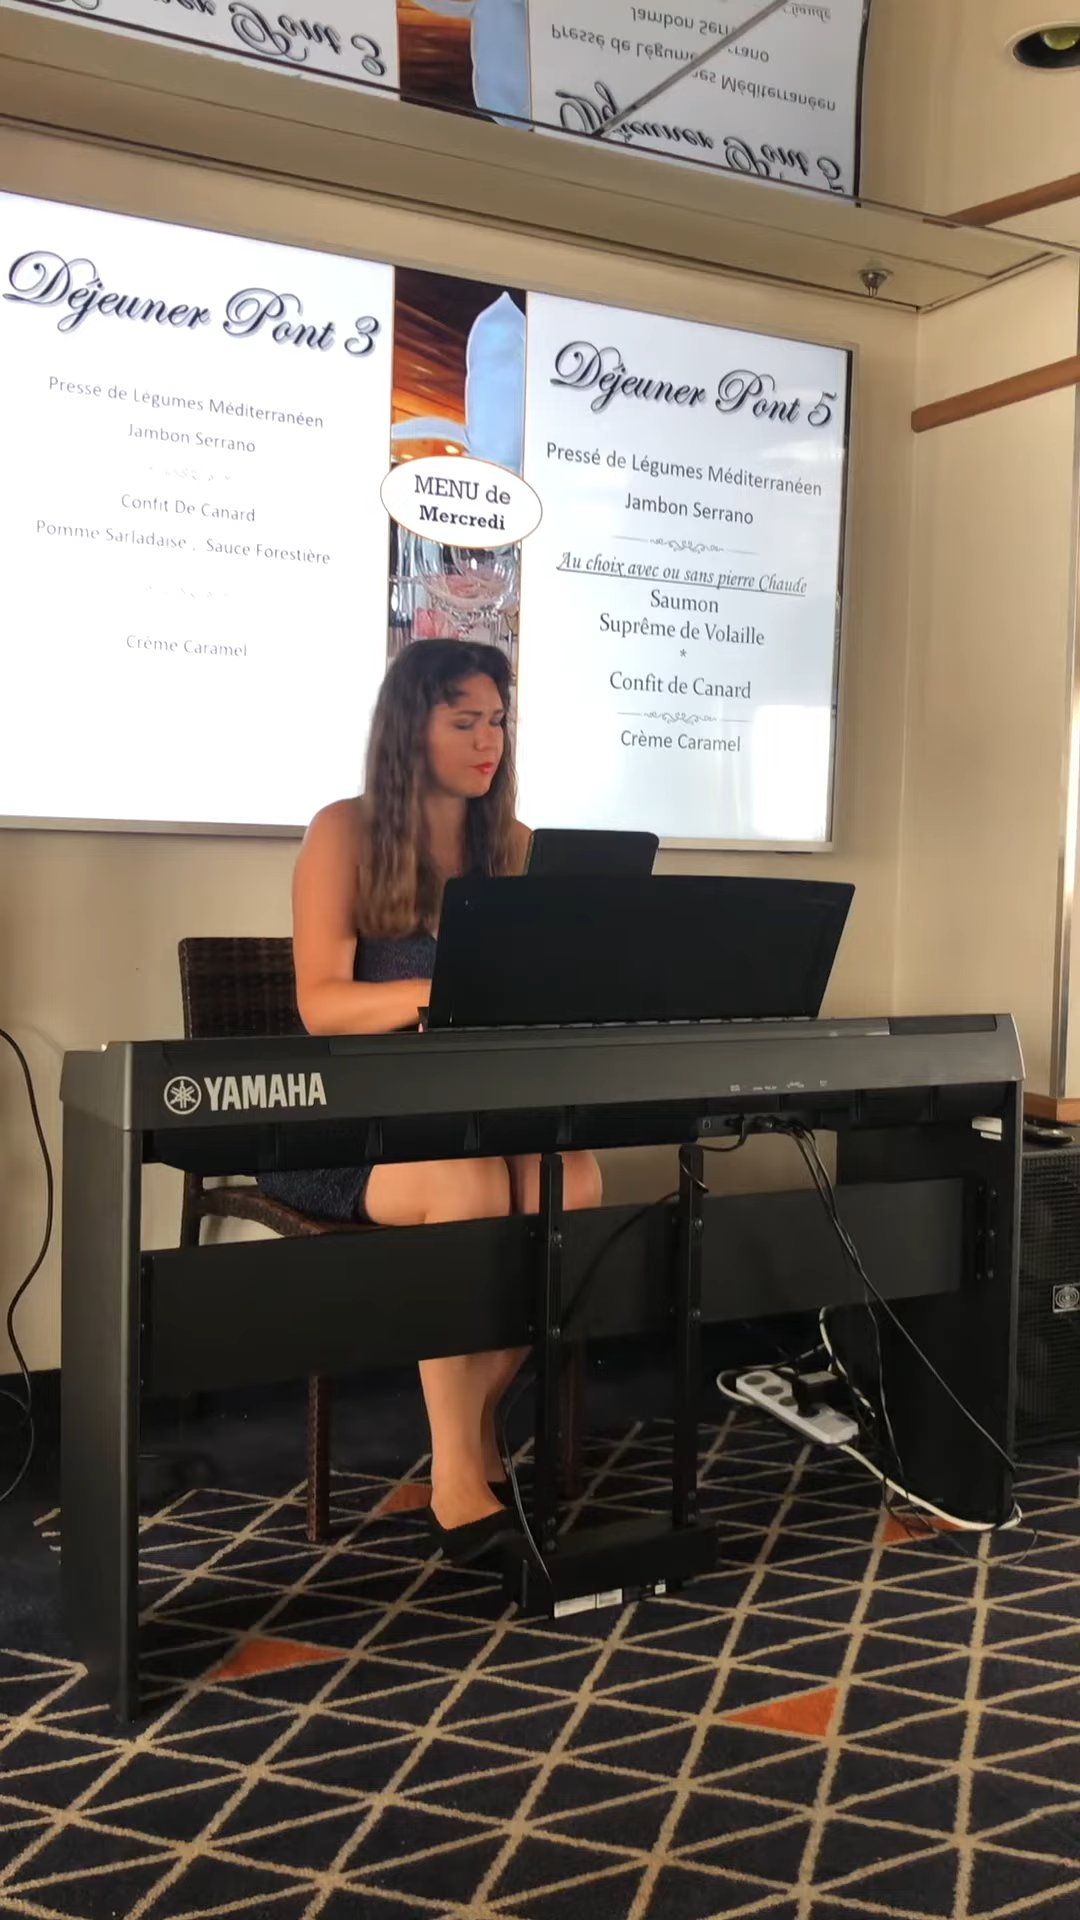 Déjeuner Pont 3
Pressé de Légumes Méditerranéen
Jambon Serrano
Confit De Canard
Pomme Sarladaise , Sauce Forestière
Crème Caramel
MENU de
Mercredi
Déjeuner Pont 5
Pressé de Légumes Méditerranéen
Jambon Serrano
Au choix avec ou sans pierre Chaude
Saumon
Suprême de Volaille
*
Confit de Canard
Crème Caramel
YAMAHA